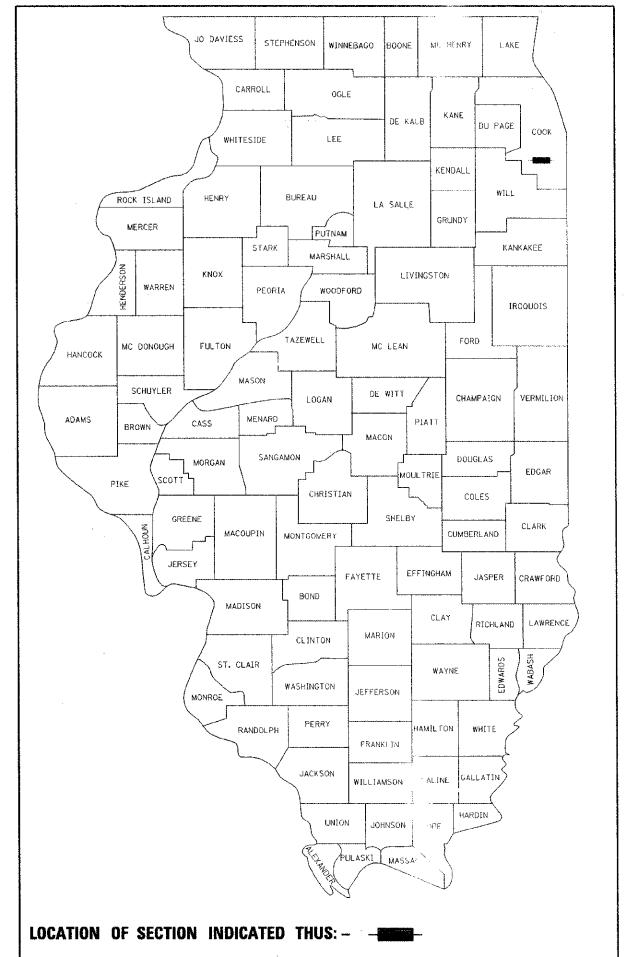 JO DAVIESS STEPHENSON WINNEBAGO BOONE MC HENRY LAKE
CARROLL OGLE
DE KALB KANE DU PAGE COOK
WHITESIDE LEE
KENDALL WILL
ROCK ISLAND HENRY BUREAU LA SALLE
MERCER PUTNAM GRUNDY
STARK MARSHALL KANKAKEE
HENDERSON WARREN KNOX PEORIA WOODFORD LIVINGSTON
IROQUOIS
HANCOCK MC DONOUGH FULTON TAZEWELL MC LEAN FORD
SCHUYLER MASON
ADAMS BROWN CASS MENARD LOGAN DE WITT PIATT CHAMPAIGN VERMILION
MACON
PIKE SCOTT MORGAN SANGAMON MOULTRIE DOUGLAS EDGAR
CHRISTIAN COLES
CALHOUN GREENE MACOUPIN MONTGOMERY SHELBY CUMBERLAND CLARK
JERSEY
FAYETTE EFFINGHAM JASPER CRAWFORD
MADISON BOND
CLAY RICHLAND LAWRENCE
CLINTON MARION
ST. CLAIR WAYNE EDWARDS WABASH
WASHINGTON JEFFERSON
MONROE
RANDOLPH PERRY HAMILTON WHITE
FRANKLIN
JACKSON WILLIAMSON ALINE GALLATIN
HARDIN
UNION JOHNSON
ALEXANDER PULASKI MASSA
LOCATION OF SECTION INDICATED THUS: -